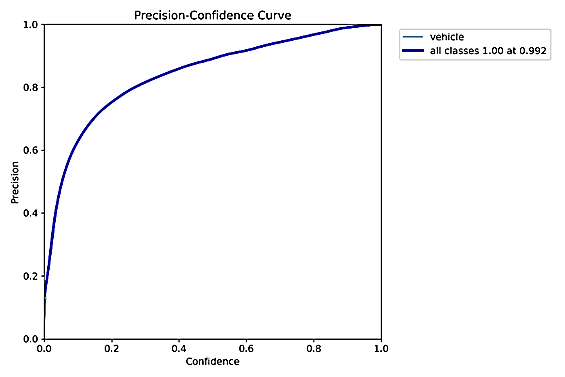 Precision-Confidence Curve
vehicle
all classes 1.00 at 0.992
1.0
0.8
0.6
0.4
0.2
0.0
Precision
0.0 0.2 0.4 0.6 0.8 1.0
Confidence